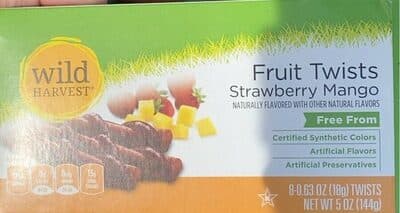 wild
HARVEST®
Fruit Twists
Strawberry Mango
NATURALLY FLAVORED WITH OTHER NATURAL FLAVORS
Free From
Certified Synthetic Colors
Artificial Flavors
Artificial Preservatives
8-0.63 OZ (18g) TWISTS
NET WT 5 OZ (144g)